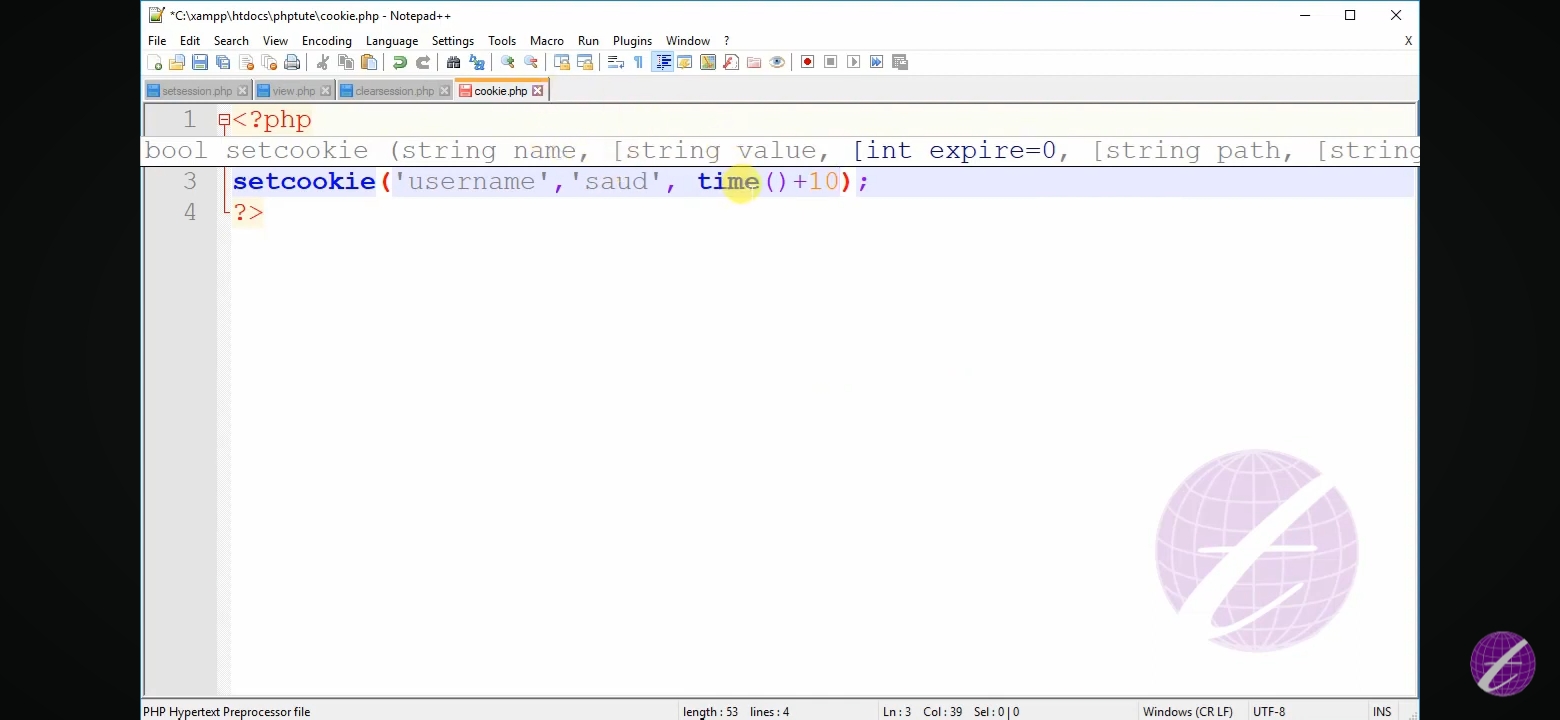 *C:\xampp\htdocs\phptute\cookie.php - Notepad++
File Edit Search View Encoding Language Settings Tools Macro Run Plugins Window ? X
setsession.php view.php clearsession.php cookie.php
1 <?php
bool setcookie (string name, [string value, [int expire=0, [string path, [string
3 setcookie('username','saud', time()+10);
4 ?>
PHP Hypertext Preprocessor file length : 53 lines : 4 Ln : 3 Col : 39 Sel : 0 | 0 Windows (CR LF) UTF-8 INS